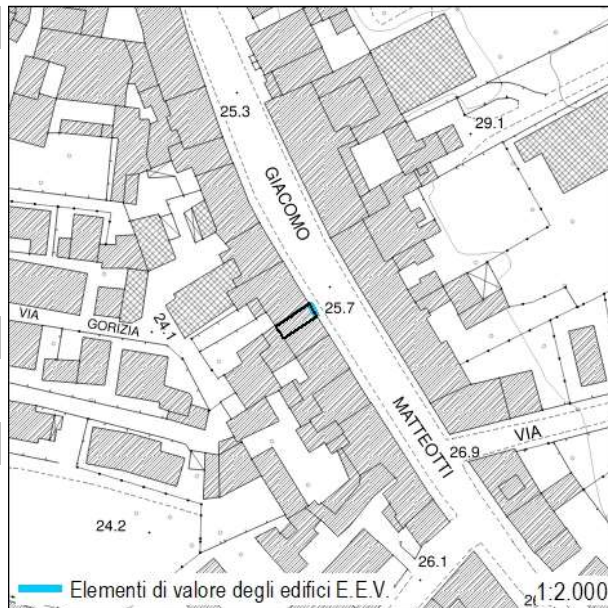 25.3
29.1
GIACOMO
25.7
VIA
GORIZIA
24.1
MATTEOTTI
VIA
26.9
24.2
26.1
Elementi di valore degli edifici E.E.V.
1:2.000